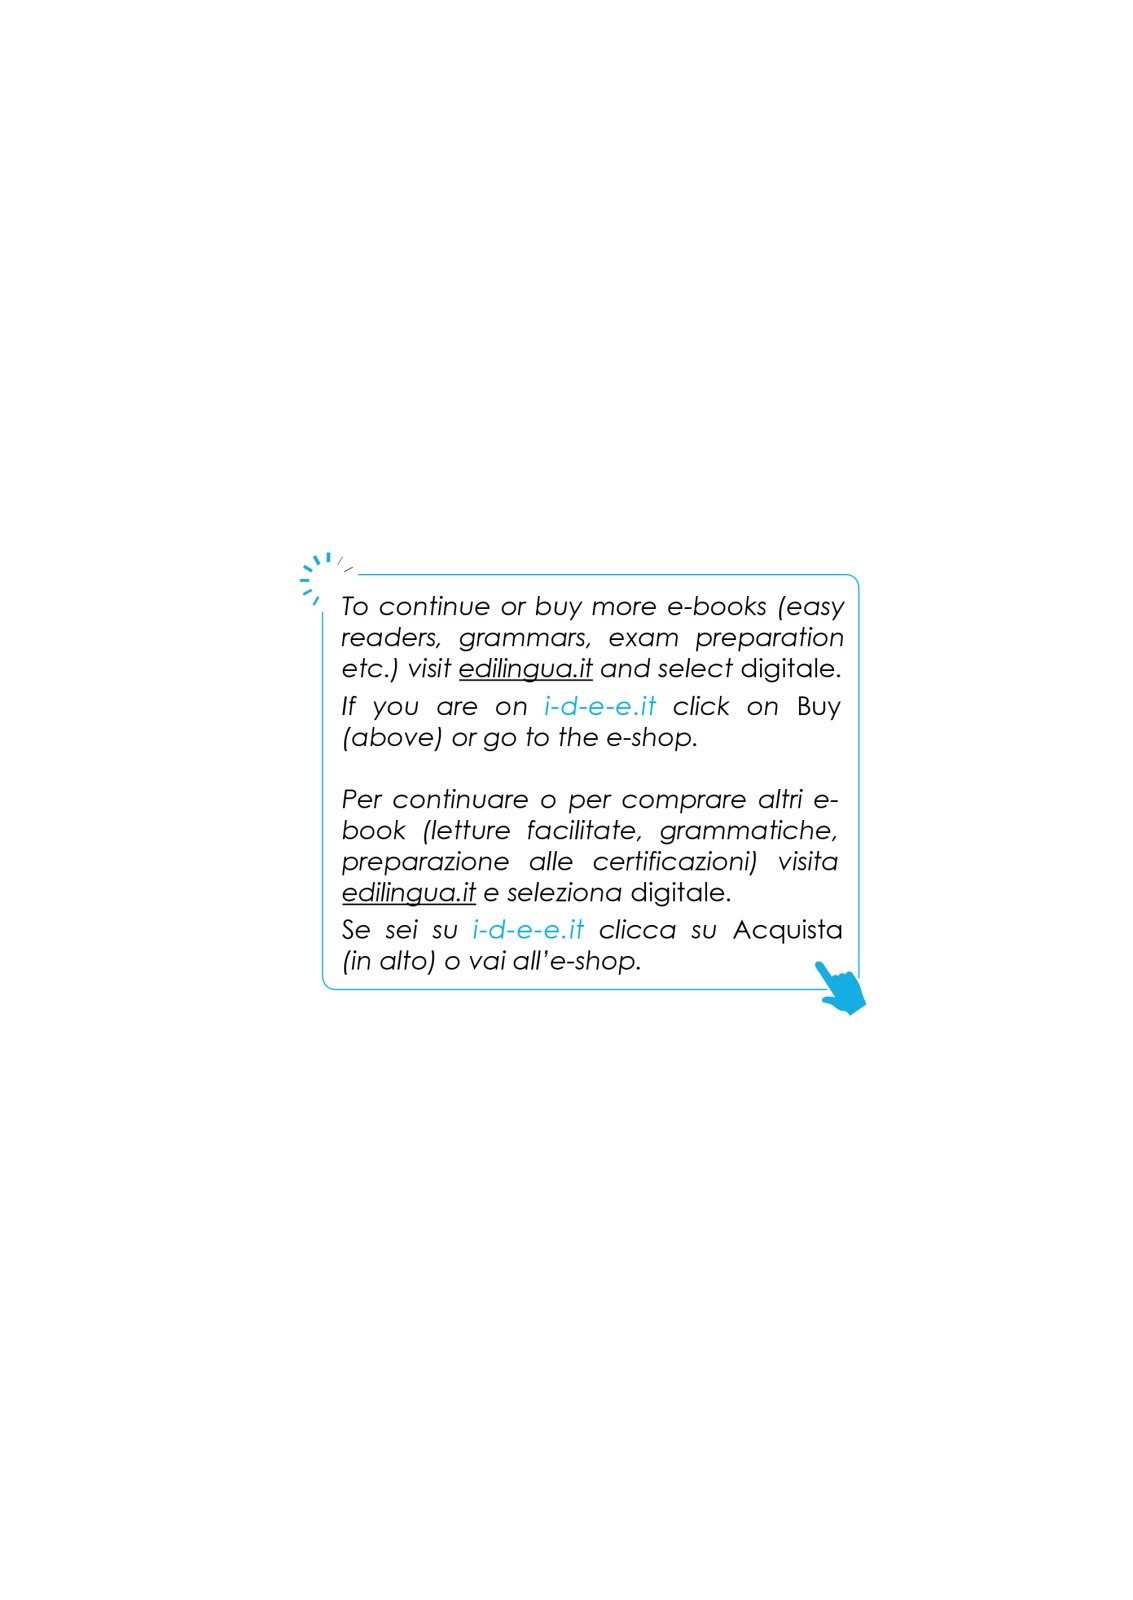 To continue or buy more e-books (easy
readers, grammars, exam preparation
etc.) visit edilingua.it and select digitale.
If you are on i-d-e-e.it click on Buy
(above) or go to the e-shop.
Per continuare o per comprare altri e-
book (letture facilitate, grammatiche,
preparazione alle certificazioni) visita
edilingua.it e seleziona digitale.
Se sei su i-d-e-e.it clicca su Acquista
(in alto) o vai all’e-shop.